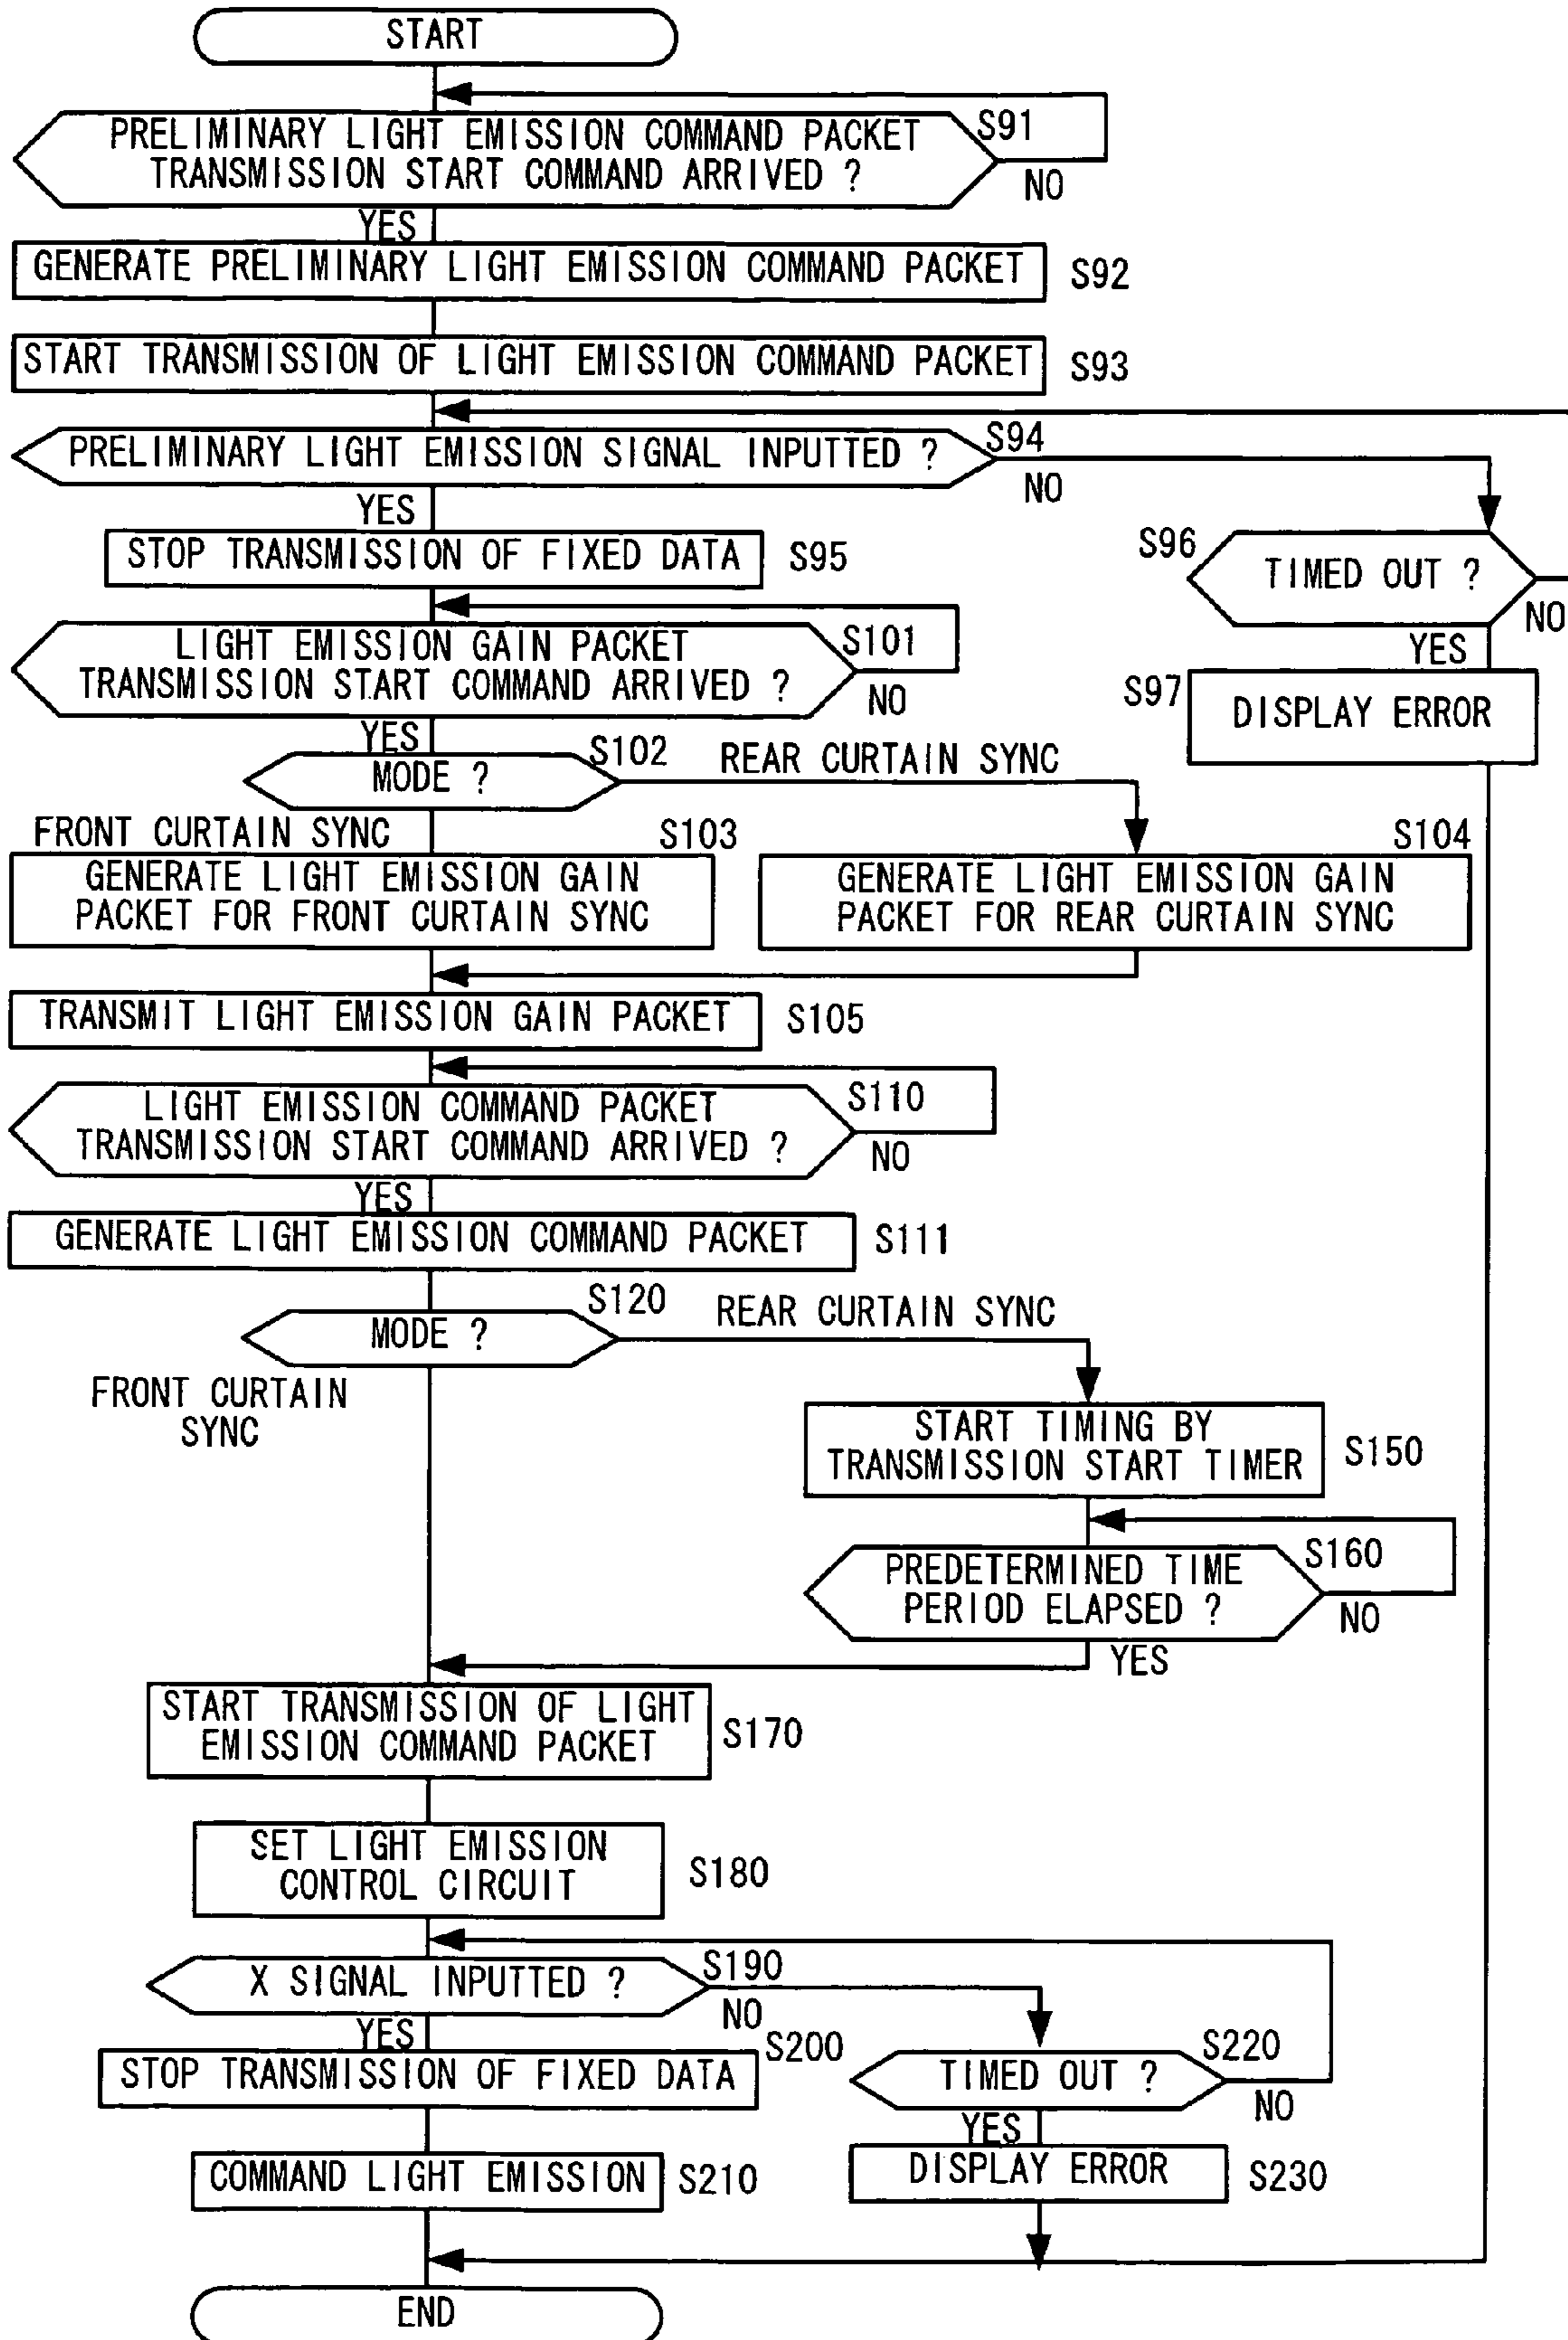 START
PRELIMINARY LIGHT EMISSION COMMAND PACKET
TRANSMISSION START COMMAND ARRIVED ?
S91
NO
YES
GENERATE PRELIMINARY LIGHT EMISSION COMMAND PACKET
S92
START TRANSMISSION OF LIGHT EMISSION COMMAND PACKET
S93
PRELIMINARY LIGHT EMISSION SIGNAL INPUTTED ?
S94
NO
YES
STOP TRANSMISSION OF FIXED DATA
S95
S96
TIMED OUT ?
NO
YES
S97
DISPLAY ERROR
LIGHT EMISSION GAIN PACKET
TRANSMISSION START COMMAND ARRIVED ?
S101
NO
YES
MODE ?
S102
REAR CURTAIN SYNC
FRONT CURTAIN SYNC
S103
GENERATE LIGHT EMISSION GAIN
PACKET FOR FRONT CURTAIN SYNC
S104
GENERATE LIGHT EMISSION GAIN
PACKET FOR REAR CURTAIN SYNC
TRANSMIT LIGHT EMISSION GAIN PACKET
S105
LIGHT EMISSION COMMAND PACKET
TRANSMISSION START COMMAND ARRIVED ?
S110
NO
YES
GENERATE LIGHT EMISSION COMMAND PACKET
S111
MODE ?
S120
REAR CURTAIN SYNC
FRONT CURTAIN
SYNC
START TIMING BY
TRANSMISSION START TIMER
S150
PREDETERMINED TIME
PERIOD ELAPSED ?
S160
NO
YES
START TRANSMISSION OF LIGHT
EMISSION COMMAND PACKET
S170
SET LIGHT EMISSION
CONTROL CIRCUIT
S180
X SIGNAL INPUTTED ?
S190
NO
YES
STOP TRANSMISSION OF FIXED DATA
S200
TIMED OUT ?
S220
NO
YES
COMMAND LIGHT EMISSION
S210
DISPLAY ERROR
S230
END